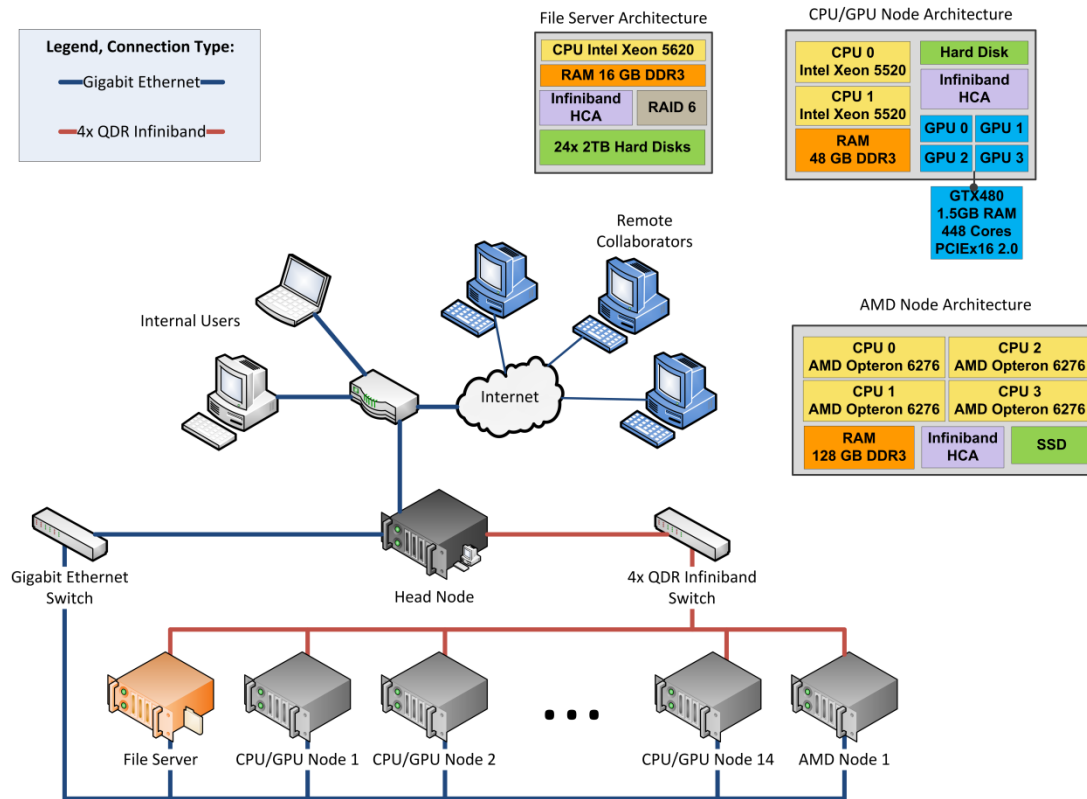 Legend, Connection Type:
Gigabit Ethernet
4x QDR Infiniband
File Server Architecture
CPU Intel Xeon 5620
RAM 16 GB DDR3
Infiniband
HCA
RAID 6
24x 2TB Hard Disks
CPU/GPU Node Architecture
CPU 0
Intel Xeon 5520
Hard Disk
CPU 1
Intel Xeon 5520
Infiniband
HCA
RAM
48 GB DDR3
GPU 0
GPU 1
GPU 2
GPU 3
GTX480
1.5GB RAM
448 Cores
PCIEx16 2.0
Remote
Collaborators
Internal Users
Internet
AMD Node Architecture
CPU 0
AMD Opteron 6276
CPU 2
AMD Opteron 6276
CPU 1
AMD Opteron 6276
CPU 3
AMD Opteron 6276
RAM
128 GB DDR3
Infiniband
HCA
SSD
Gigabit Ethernet
Switch
Head Node
4x QDR Infiniband
Switch
File Server
CPU/GPU Node 1
CPU/GPU Node 2
CPU/GPU Node 14
AMD Node 1